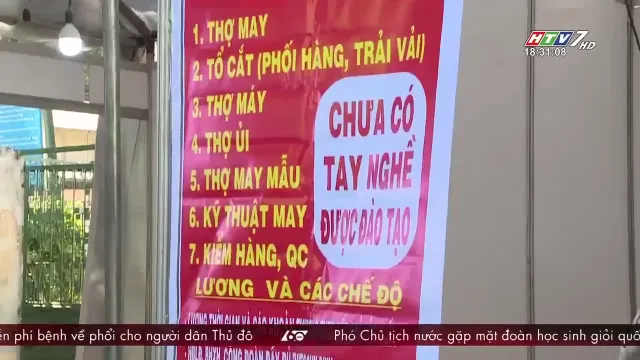 HTV7 HD
18:31:08
1. THỢ MAY
2. TỔ CẮT (PHỐI HÀNG, TRẢI VẢI)
3. THỢ MÁY
4. THỢ ỦI
5. THỢ MAY MẪU
6. KỸ THUẬT MAY
7. KIỂM HÀNG, QC
CHƯA CÓ
TAY NGHỀ
ĐƯỢC ĐÀO TẠO
LƯƠNG VÀ CÁC CHẾ ĐỘ
phí bệnh về phổi cho người dân Thủ đô 60 Phó Chủ tịch nước gặp mặt đoàn học sinh giỏi